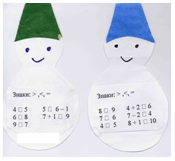 Знаки: >, <, =
4 □ 5 5 □ 6-1
6 □ 8 7+1 □ 9
9 □ 7
Знаки: > ,<, =
8 □ 9 4+2 □ 6
7 □ 6 7-2 □ 4
4 □ 5 8+1 □ 10